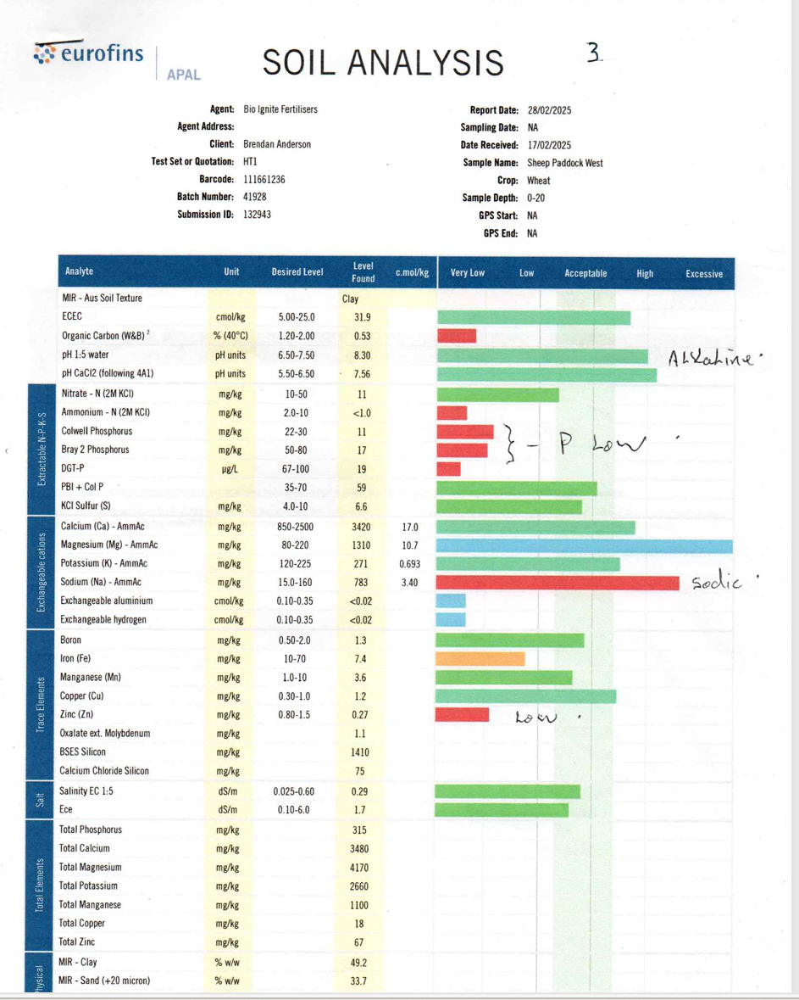 eurofins
APAL
SOIL ANALYSIS
3
Agent: Bio Ignite Fertilisers
Agent Address:
Client: Brendan Anderson
Test Set or Quotation: HT1
Barcode: 111661236
Batch Number: 41928
Submission ID: 132943
Report Date: 28/02/2025
Sampling Date: NA
Date Received: 17/02/2025
Sample Name: Sheep Paddock West
Crop: Wheat
Sample Depth: 0-20
GPS Start: NA
GPS End: NA
Analyte Unit Desired Level Level Found c.mol/kg Very Low Low Acceptable High Excessive
MIR - Aus Soil Texture Clay
ECEC cmol/kg 5.00-25.0 31.9
Organic Carbon (W&B) 2 % (40°C) 1.20-2.00 0.53
pH 1:5 water pH units 6.50-7.50 8.30 Alkaline
pH CaCl2 (following 4A1) pH units 5.50-6.50 7.56
Extractable N-P-K-S
Nitrate - N (2M KCl) mg/kg 10-50 11
Ammonium - N (2M KCl) mg/kg 2.0-10 <1.0
Colwell Phosphorus mg/kg 22-30 11
} - P Low
Bray 2 Phosphorus mg/kg 50-80 17
DGT-P µg/L 67-100 19
PBI + Col P 35-70 59
KCl Sulfur (S) mg/kg 4.0-10 6.6
Exchangeable cations
Calcium (Ca) - AmmAc mg/kg 850-2500 3420 17.0
Magnesium (Mg) - AmmAc mg/kg 80-220 1310 10.7
Potassium (K) - AmmAc mg/kg 120-225 271 0.693
Sodium (Na) - AmmAc mg/kg 15.0-160 783 3.40 Sodic
Exchangeable aluminium cmol/kg 0.10-0.35 <0.02
Exchangeable hydrogen cmol/kg 0.10-0.35 <0.02
Trace Elements
Boron mg/kg 0.50-2.0 1.3
Iron (Fe) mg/kg 10-70 7.4
Manganese (Mn) mg/kg 1.0-10 3.6
Copper (Cu) mg/kg 0.30-1.0 1.2
Zinc (Zn) mg/kg 0.80-1.5 0.27 Low
Oxalate ext. Molybdenum mg/kg 1.1
BSES Silicon mg/kg 1410
Calcium Chloride Silicon mg/kg 75
Salt
Salinity EC 1:5 dS/m 0.025-0.60 0.29
Ece dS/m 0.10-6.0 1.7
Total Elements
Total Phosphorus mg/kg 315
Total Calcium mg/kg 3480
Total Magnesium mg/kg 4170
Total Potassium mg/kg 2660
Total Manganese mg/kg 1100
Total Copper mg/kg 18
Total Zinc mg/kg 67
Physical
MIR - Clay % w/w 49.2
MIR - Sand (+20 micron) % w/w 33.7